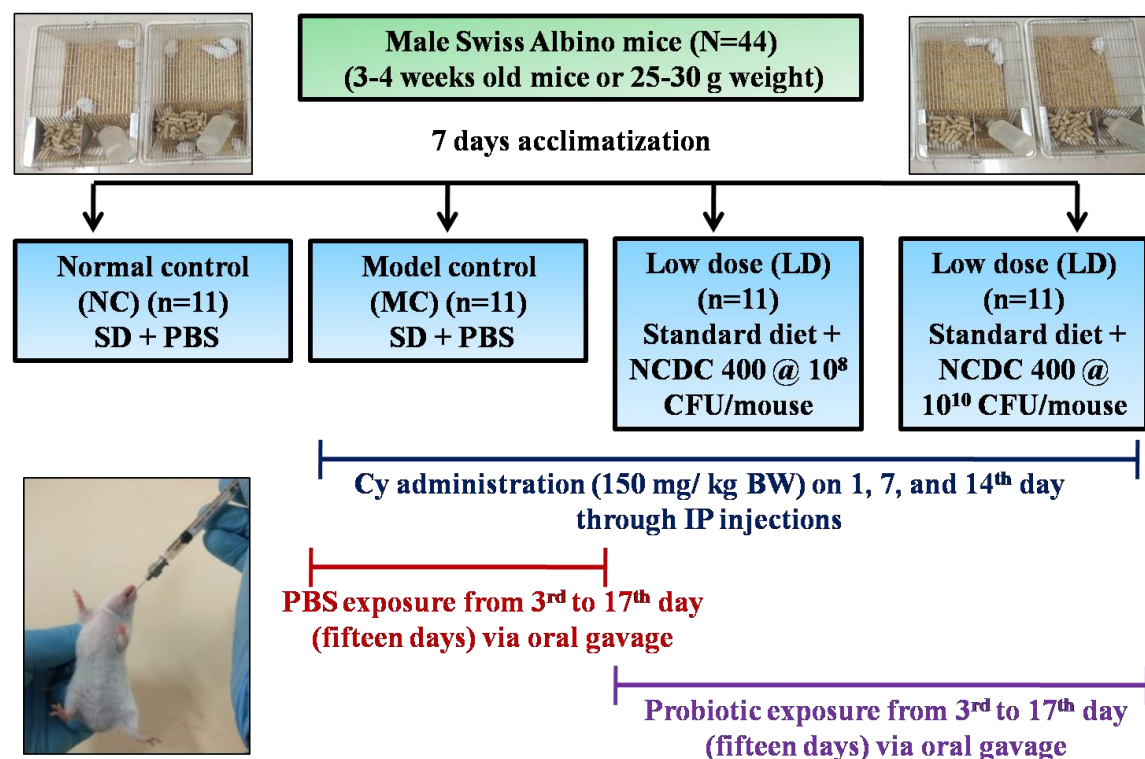 Male Swiss Albino mice (N=44)
(3-4 weeks old mice or 25-30 g weight)
7 days acclimatization
Normal control
(NC) (n=11)
SD + PBS
Model control
(MC) (n=11)
SD + PBS
Low dose (LD)
(n=11)
Standard diet +
NCDC 400 @ 10⁸
CFU/mouse
Low dose (LD)
(n=11)
Standard diet +
NCDC 400 @
10¹⁰ CFU/mouse
Cy administration (150 mg/ kg BW) on 1, 7, and 14ᵗʰ day
through IP injections
PBS exposure from 3ʳᵈ to 17ᵗʰ day
(fifteen days) via oral gavage
Probiotic exposure from 3ʳᵈ to 17ᵗʰ day
(fifteen days) via oral gavage